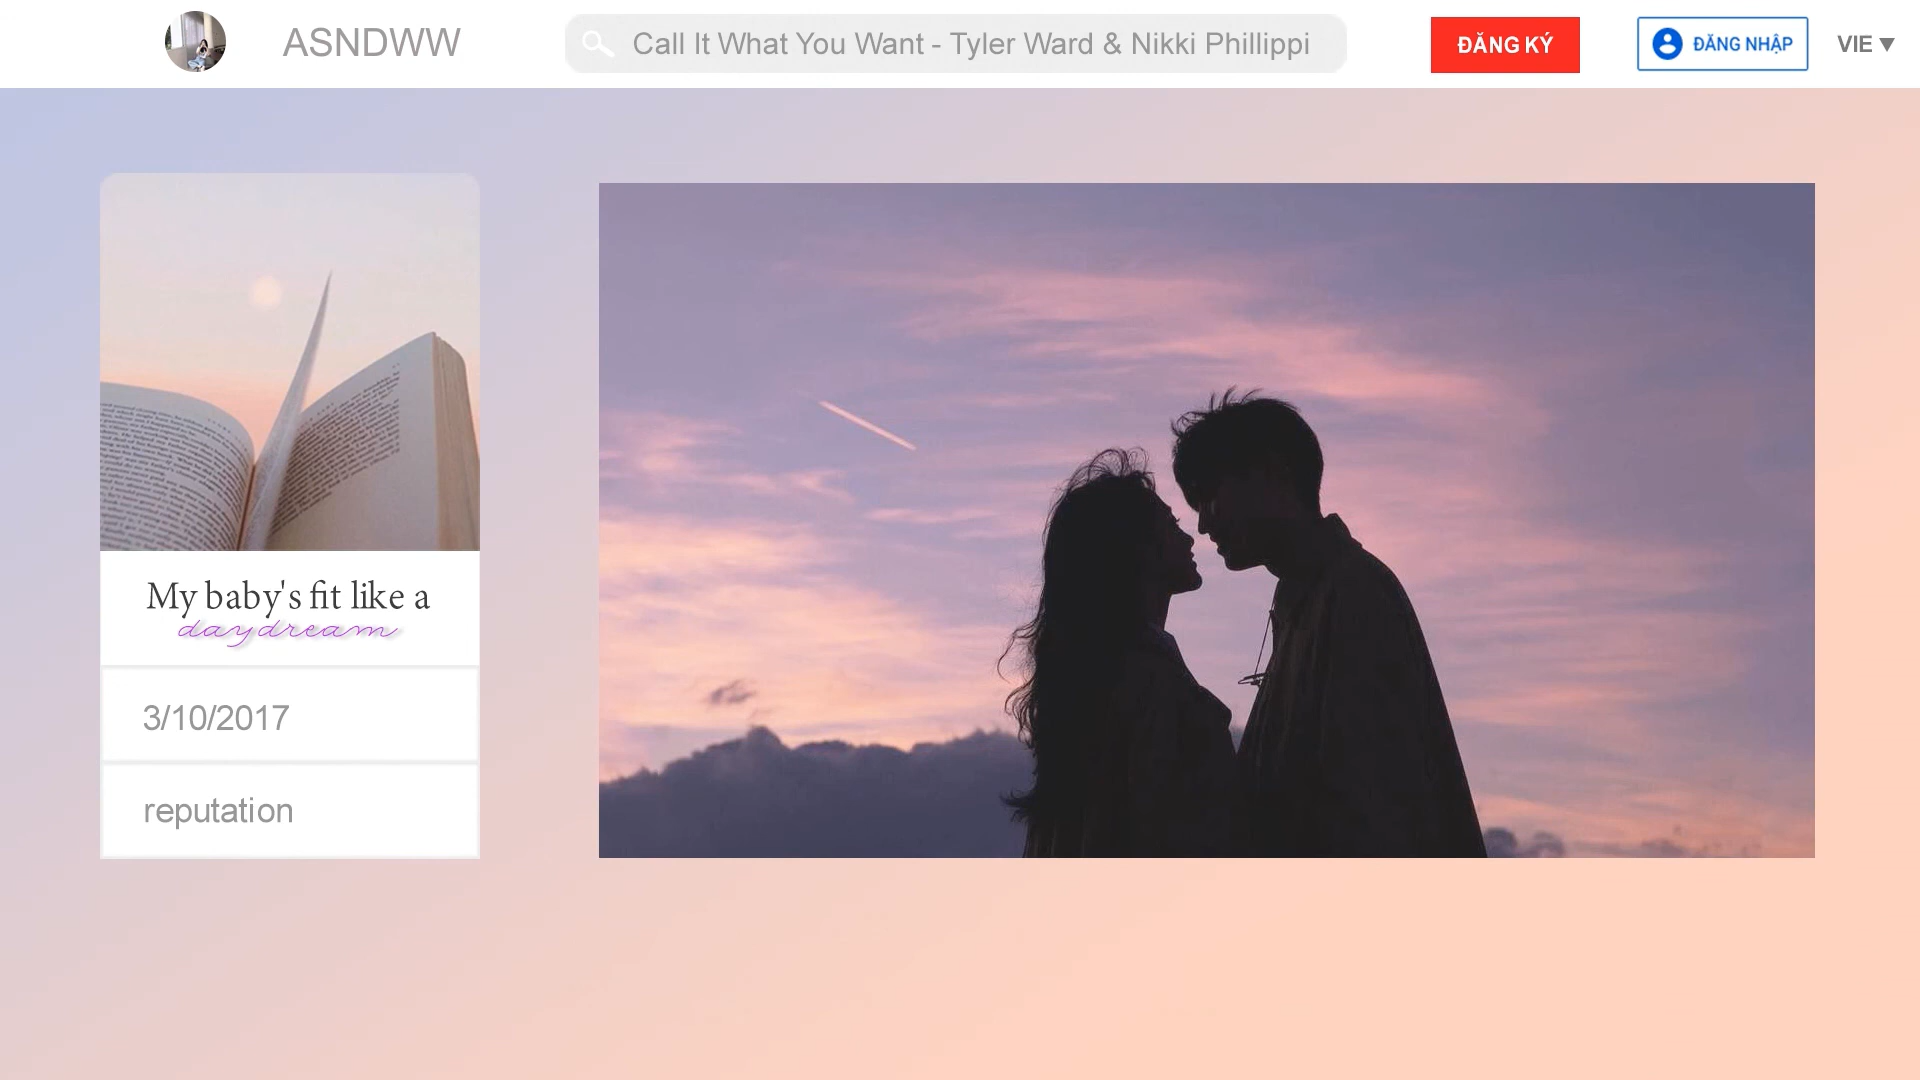 ASNDWW
Call It What You Want - Tyler Ward & Nikki Phillippi
ĐĂNG KÝ
ĐĂNG NHẬP
VIE ▼
My baby's fit like a
daydream
3/10/2017
reputation